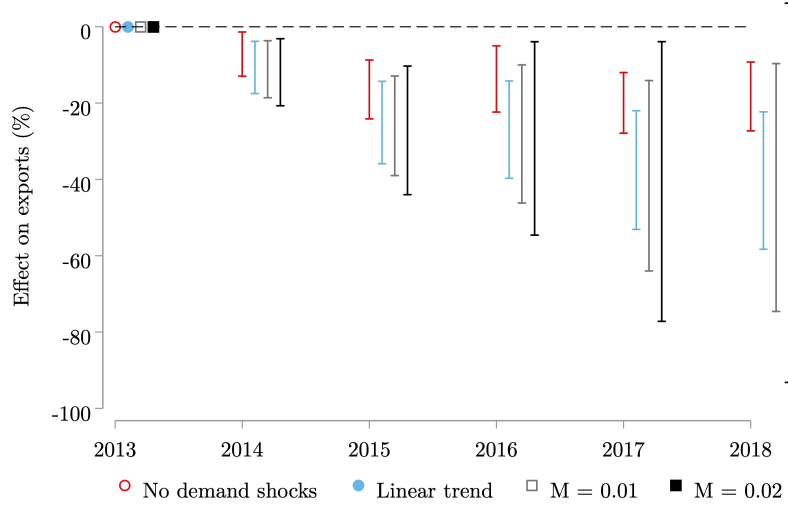 0
-20
-40
-60
-80
-100
Effect on exports (%)
2013 2014 2015 2016 2017 2018
No demand shocks Linear trend M = 0.01 M = 0.02